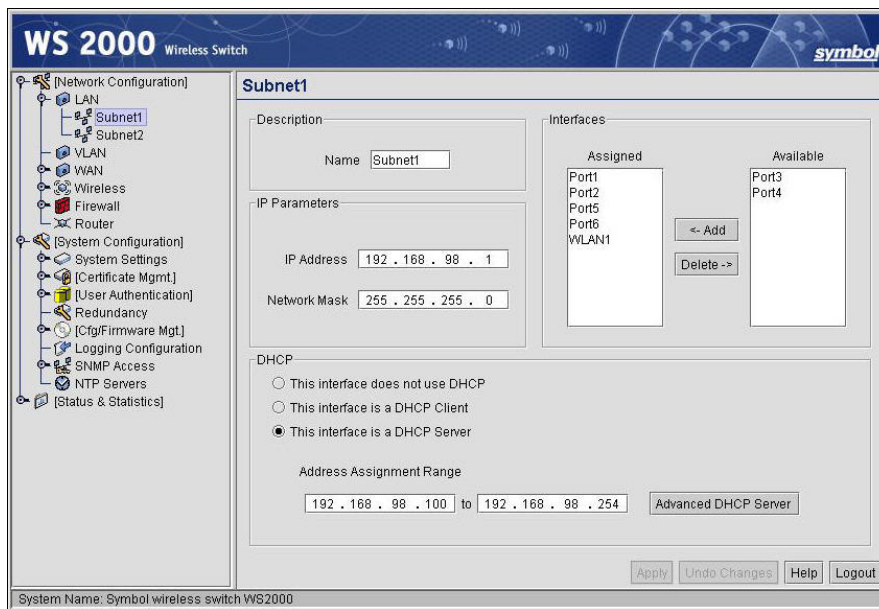 WS 2000 Wireless Switch
symbol
[Network Configuration]
LAN
Subnet1
Subnet2
VLAN
WAN
Wireless
Firewall
Router
[System Configuration]
System Settings
[Certificate Mgmt.]
[User Authentication]
Redundancy
[Cfg/Firmware Mgt.]
Logging Configuration
SNMP Access
NTP Servers
[Status & Statistics]
Subnet1
Description
Name Subnet1
IP Parameters
IP Address 192 . 168 . 98 . 1
Network Mask 255 . 255 . 255 . 0
Interfaces
Assigned Available
Port1 Port3
Port2 Port4
Port5
Port6
WLAN1
<- Add
Delete ->
DHCP
This interface does not use DHCP
This interface is a DHCP Client
This interface is a DHCP Server
Address Assignment Range
192 . 168 . 98 . 100 to 192 . 168 . 98 . 254 Advanced DHCP Server
Apply Undo Changes Help Logout
System Name: Symbol wireless switch WS2000